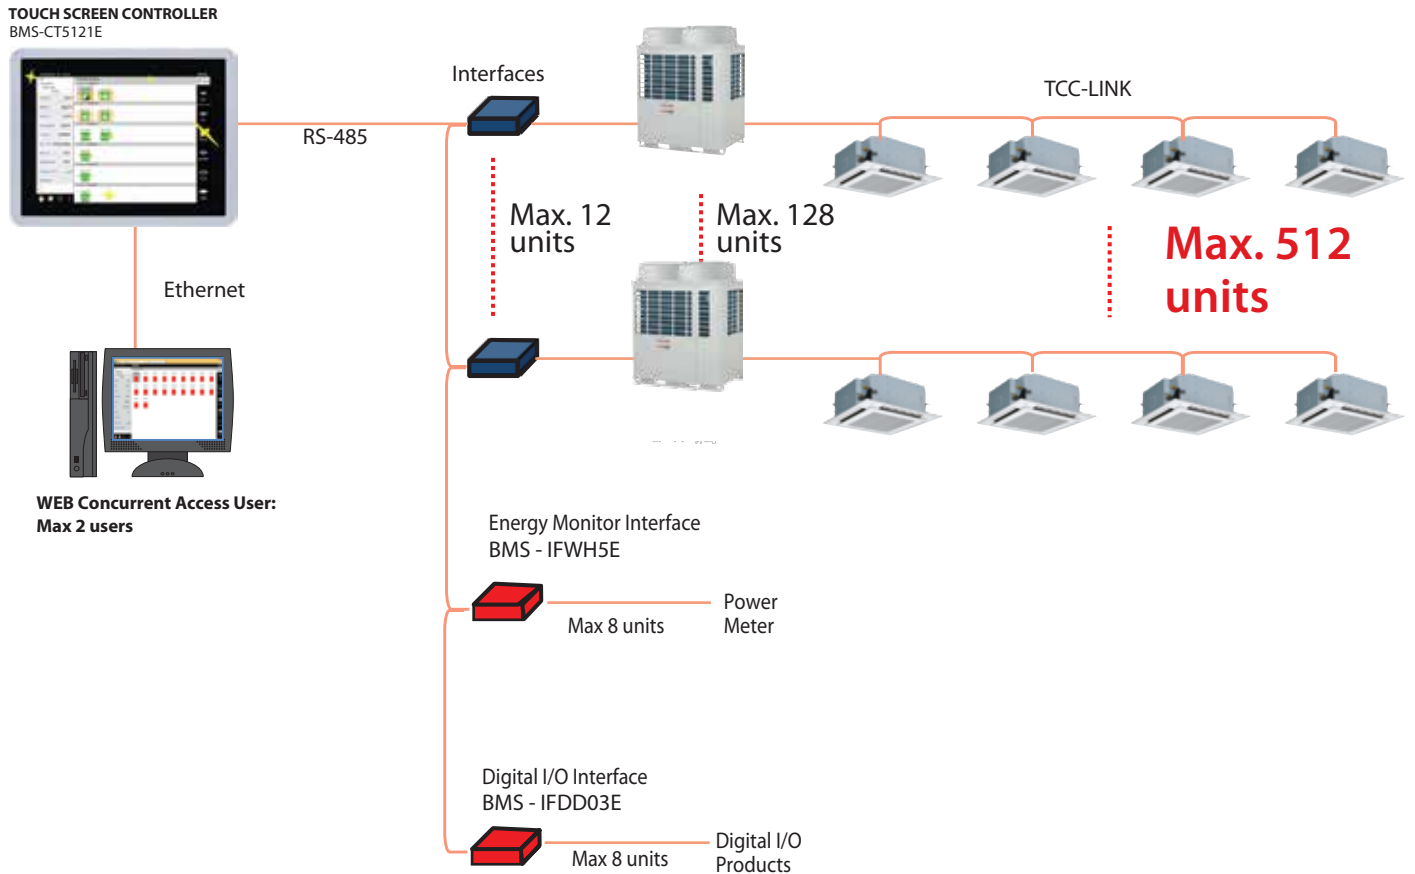 TOUCH SCREEN CONTROLLER
BMS-CT5121E
Interfaces
TCC-LINK
RS-485
Max. 12
units
Max. 128
units
Max. 512
units
Ethernet
WEB Concurrent Access User:
Max 2 users
Energy Monitor Interface
BMS - IFWH5E
Power
Meter
Max 8 units
Digital I/O Interface
BMS - IFDD03E
Digital I/O
Products
Max 8 units